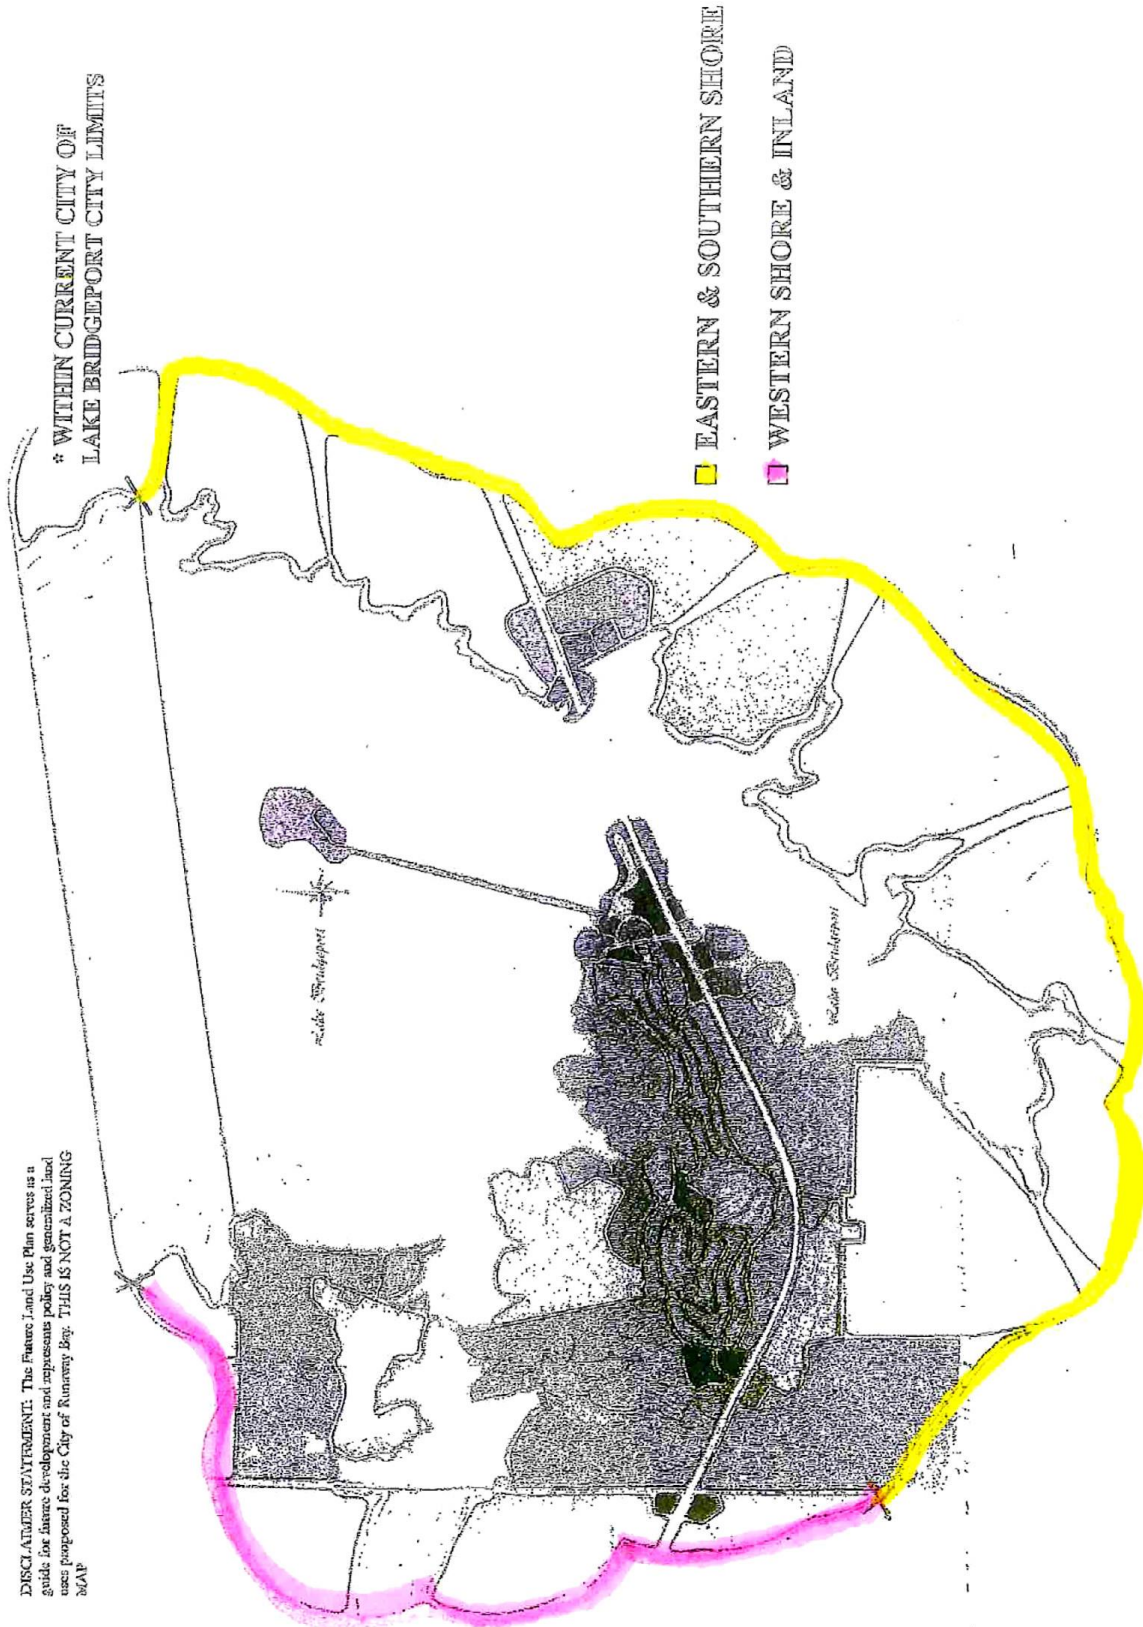 * WITHIN CURRENT CITY OF
LAKE BRIDGEPORT CITY LIMITS
EASTERN & SOUTHERN SHORE
WESTERN SHORE & INLAND
Lake Bridgeport
Lake Bridgeport
DISCLAIMER STATEMENT: The Future Land Use Plan serves as a
guide for future development and represents policy and generalized land
uses proposed for the City of Runaway Bay. THIS IS NOT A ZONING
MAP